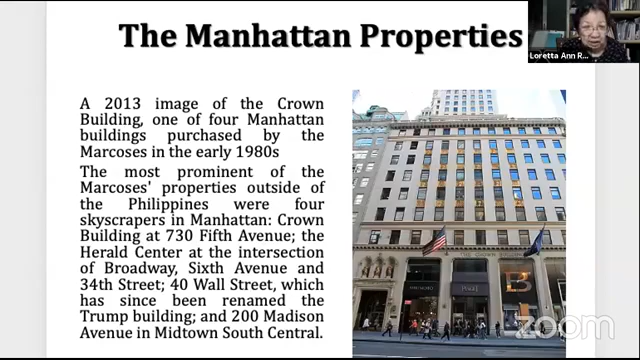 The Manhattan Properties
Loretta Ann R...
A 2013 image of the Crown
Building, one of four Manhattan
buildings purchased by the
Marcoses in the early 1980s
The most prominent of the
Marcoses' properties outside of
the Philippines were four
skyscrapers in Manhattan: Crown
Building at 730 Fifth Avenue; the
Herald Center at the intersection
of Broadway, Sixth Avenue and
34th Street; 40 Wall Street, which
has since been renamed the
Trump building; and 200 Madison
Avenue in Midtown South Central.
THE CROWN BUILDING
PIAGET
B
zoom